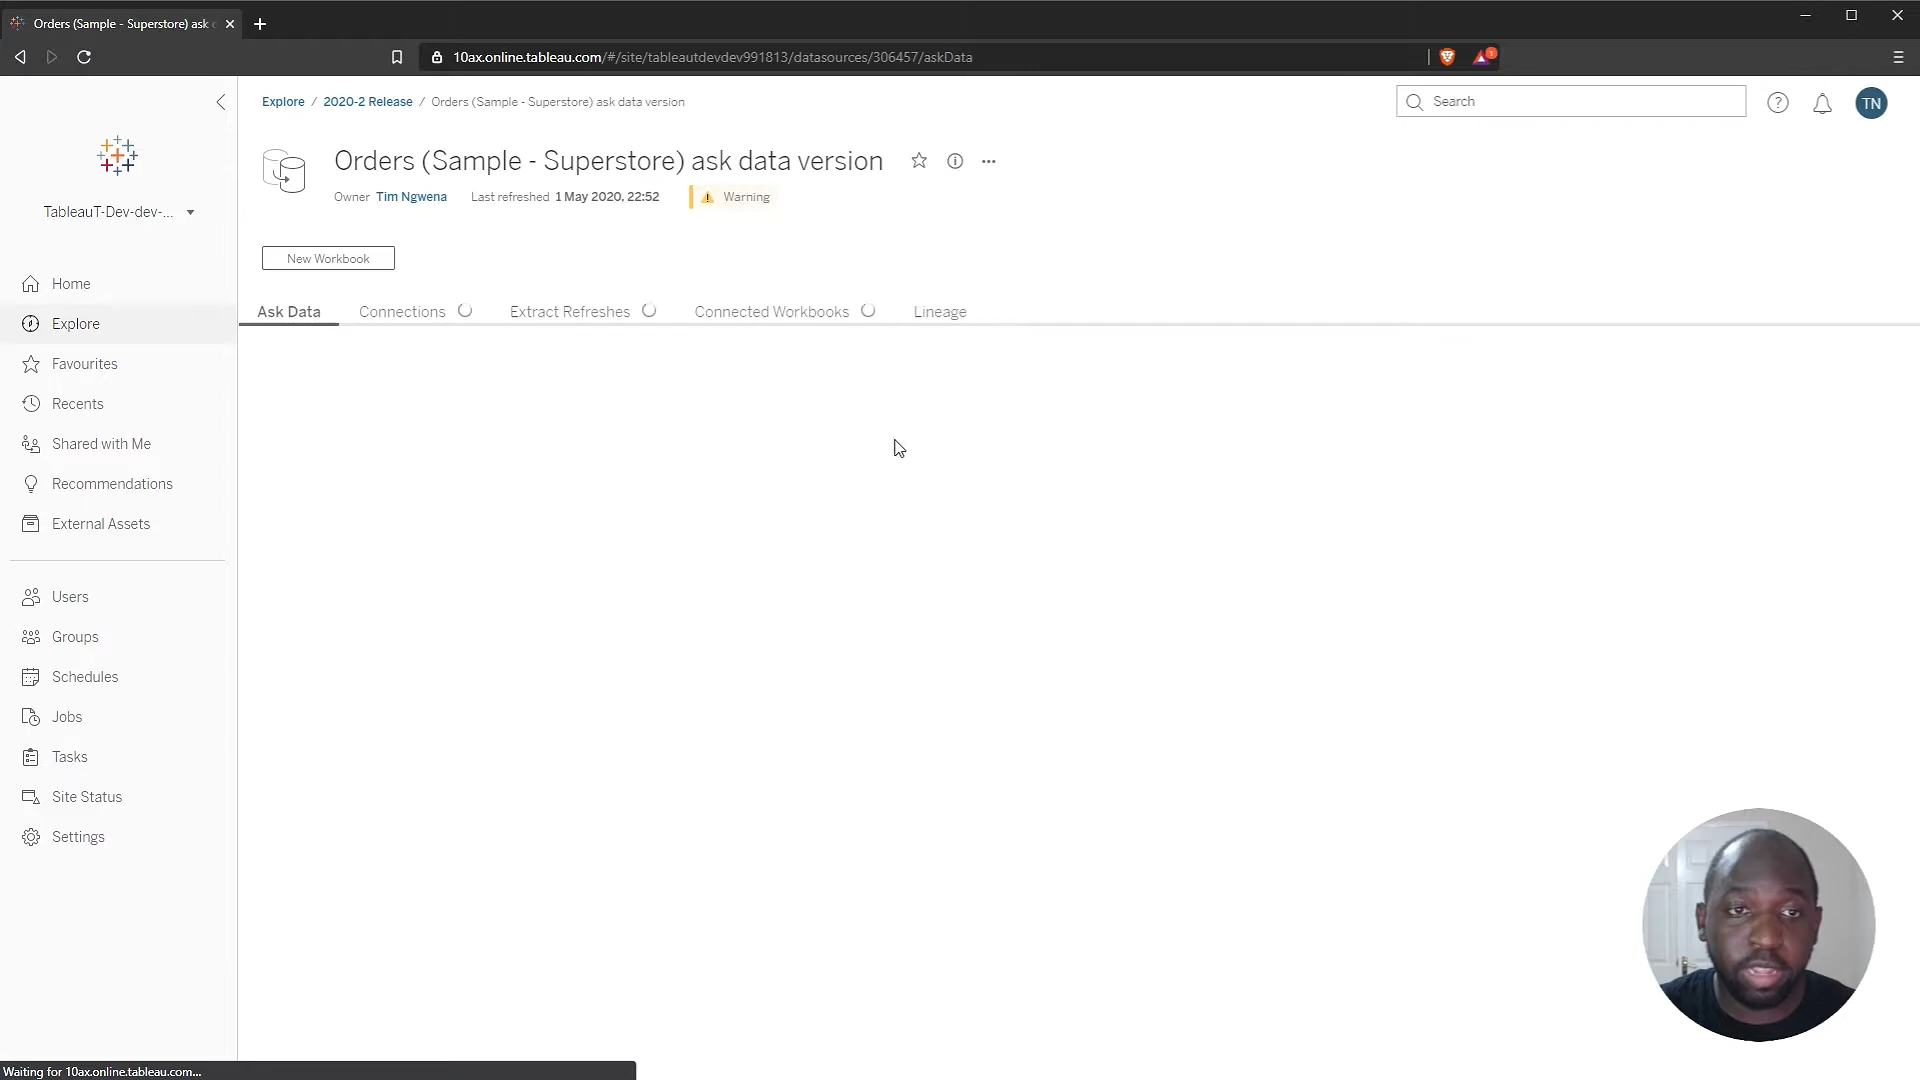 Orders (Sample - Superstore) ask
10ax.online.tableau.com/#/site/tableautdevdev991813/datasources/306457/askData
1
Explore / 2020-2 Release / Orders (Sample - Superstore) ask data version
Search
?
TN
Orders (Sample - Superstore) ask data version
Owner Tim Ngwena Last refreshed 1 May 2020, 22:52 Warning
TableauT-Dev-dev-...
New Workbook
Ask Data Connections Extract Refreshes Connected Workbooks Lineage
Home
Explore
Favourites
Recents
Shared with Me
Recommendations
External Assets
Users
Groups
Schedules
Jobs
Tasks
Site Status
Settings
Waiting for 10ax.online.tableau.com...